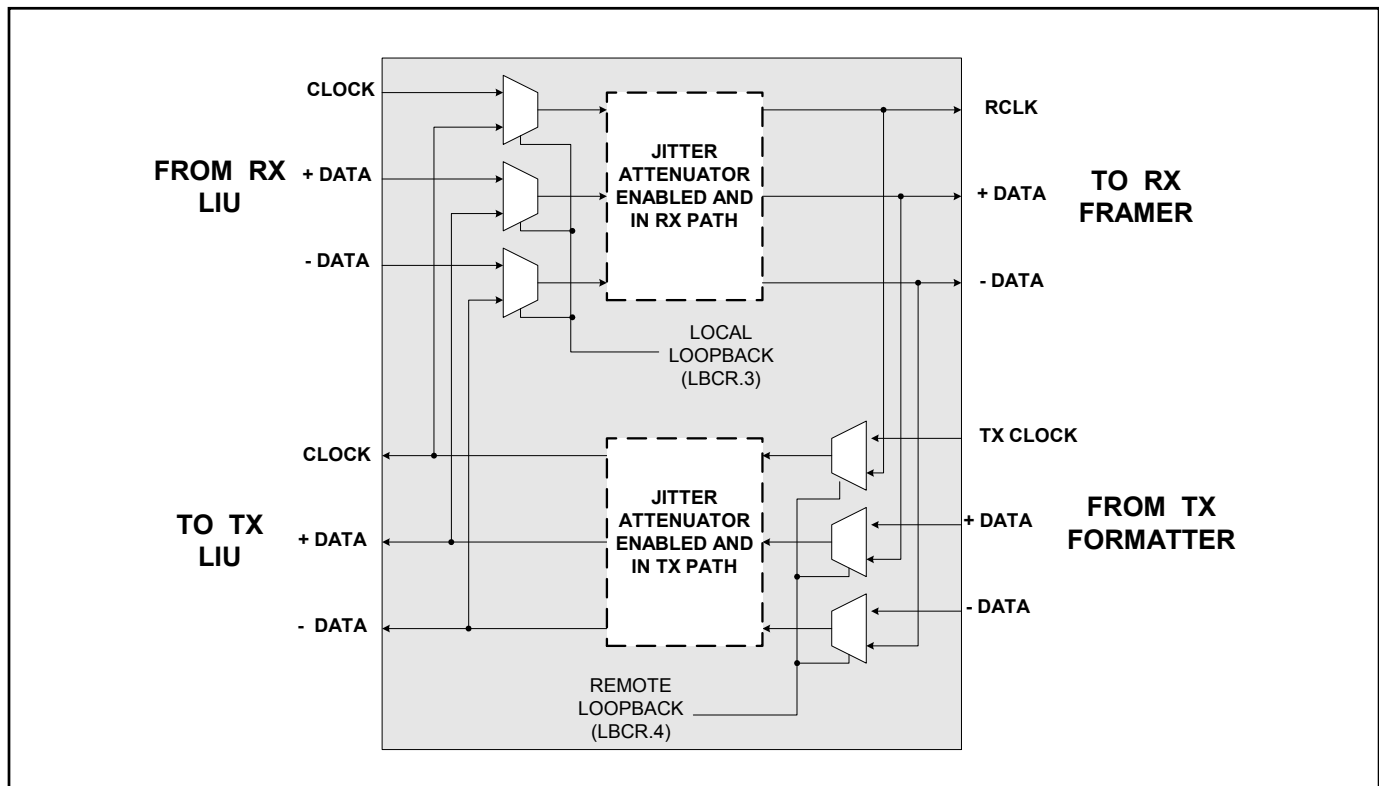 CLOCK
FROM RX
LIU
+ DATA
- DATA
JITTER
ATTENUATOR
ENABLED AND
IN RX PATH
RCLK
+ DATA
- DATA
TO RX
FRAMER
LOCAL
LOOPBACK
(LBCR.3)
CLOCK
TO TX
LIU
+ DATA
- DATA
JITTER
ATTENUATOR
ENABLED AND
IN TX PATH
TX CLOCK
+ DATA
- DATA
FROM TX
FORMATTER
REMOTE
LOOPBACK
(LBCR.4)